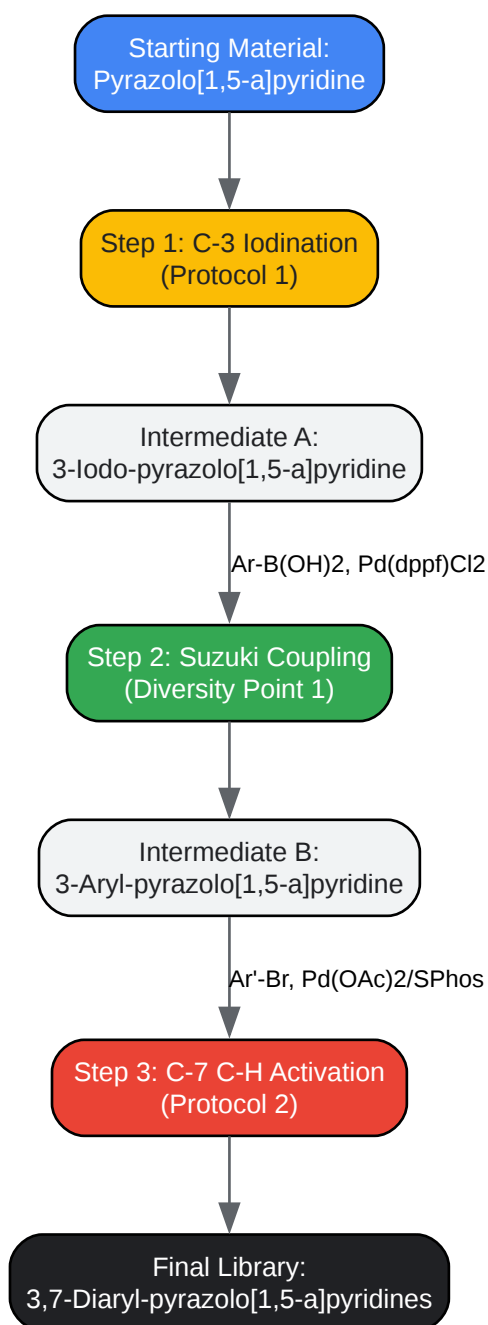 Starting Material:
Pyrazolo[1,5-a]pyridine
Step 1: C-3 Iodination
(Protocol 1)
Intermediate A:
3-Iodo-pyrazolo[1,5-a]pyridine
Ar-B(OH)2, Pd(dppf)Cl2
Step 2: Suzuki Coupling
(Diversity Point 1)
Intermediate B:
3-Aryl-pyrazolo[1,5-a]pyridine
Ar'-Br, Pd(OAc)2/SPhos
Step 3: C-7 C-H Activation
(Protocol 2)
Final Library:
3,7-Diaryl-pyrazolo[1,5-a]pyridines